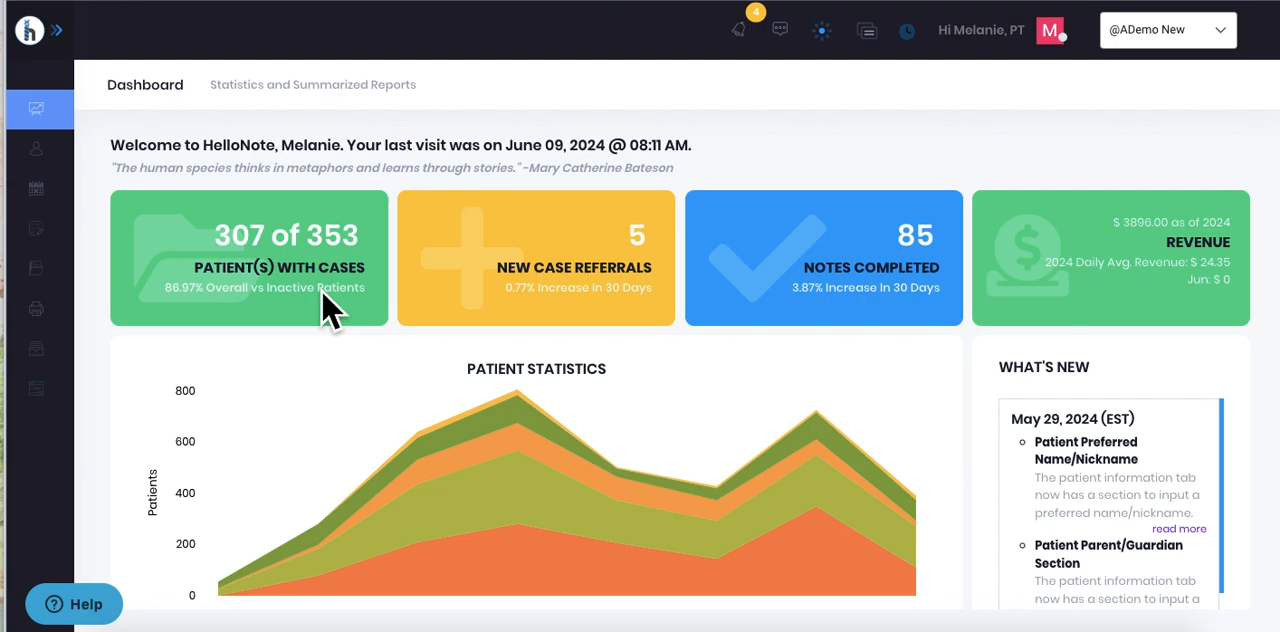 h
4
Hi Melanie, PT
M
@ADemo New
Dashboard
Statistics and Summarized Reports
Welcome to HelloNote, Melanie. Your last visit was on June 09, 2024 @ 08:11 AM.
"The human species thinks in metaphors and learns through stories." -Mary Catherine Bateson
307 of 353
PATIENT(S) WITH CASES
86.97% Overall vs Inactive Patients
5
NEW CASE REFERRALS
0.77% Increase In 30 Days
85
NOTES COMPLETED
3.87% Increase In 30 Days
$ 3896.00 as of 2024
REVENUE
2024 Daily Avg. Revenue: $ 24.35
Jun: $ 0
PATIENT STATISTICS
800
600
400
200
0
Patients
WHAT'S NEW
May 29, 2024 (EST)
Patient Preferred
Name/Nickname
The patient information tab
now has a section to input a
preferred name/nickname.
read more
Patient Parent/Guardian
Section
The patient information tab
now has a section to input a
Help